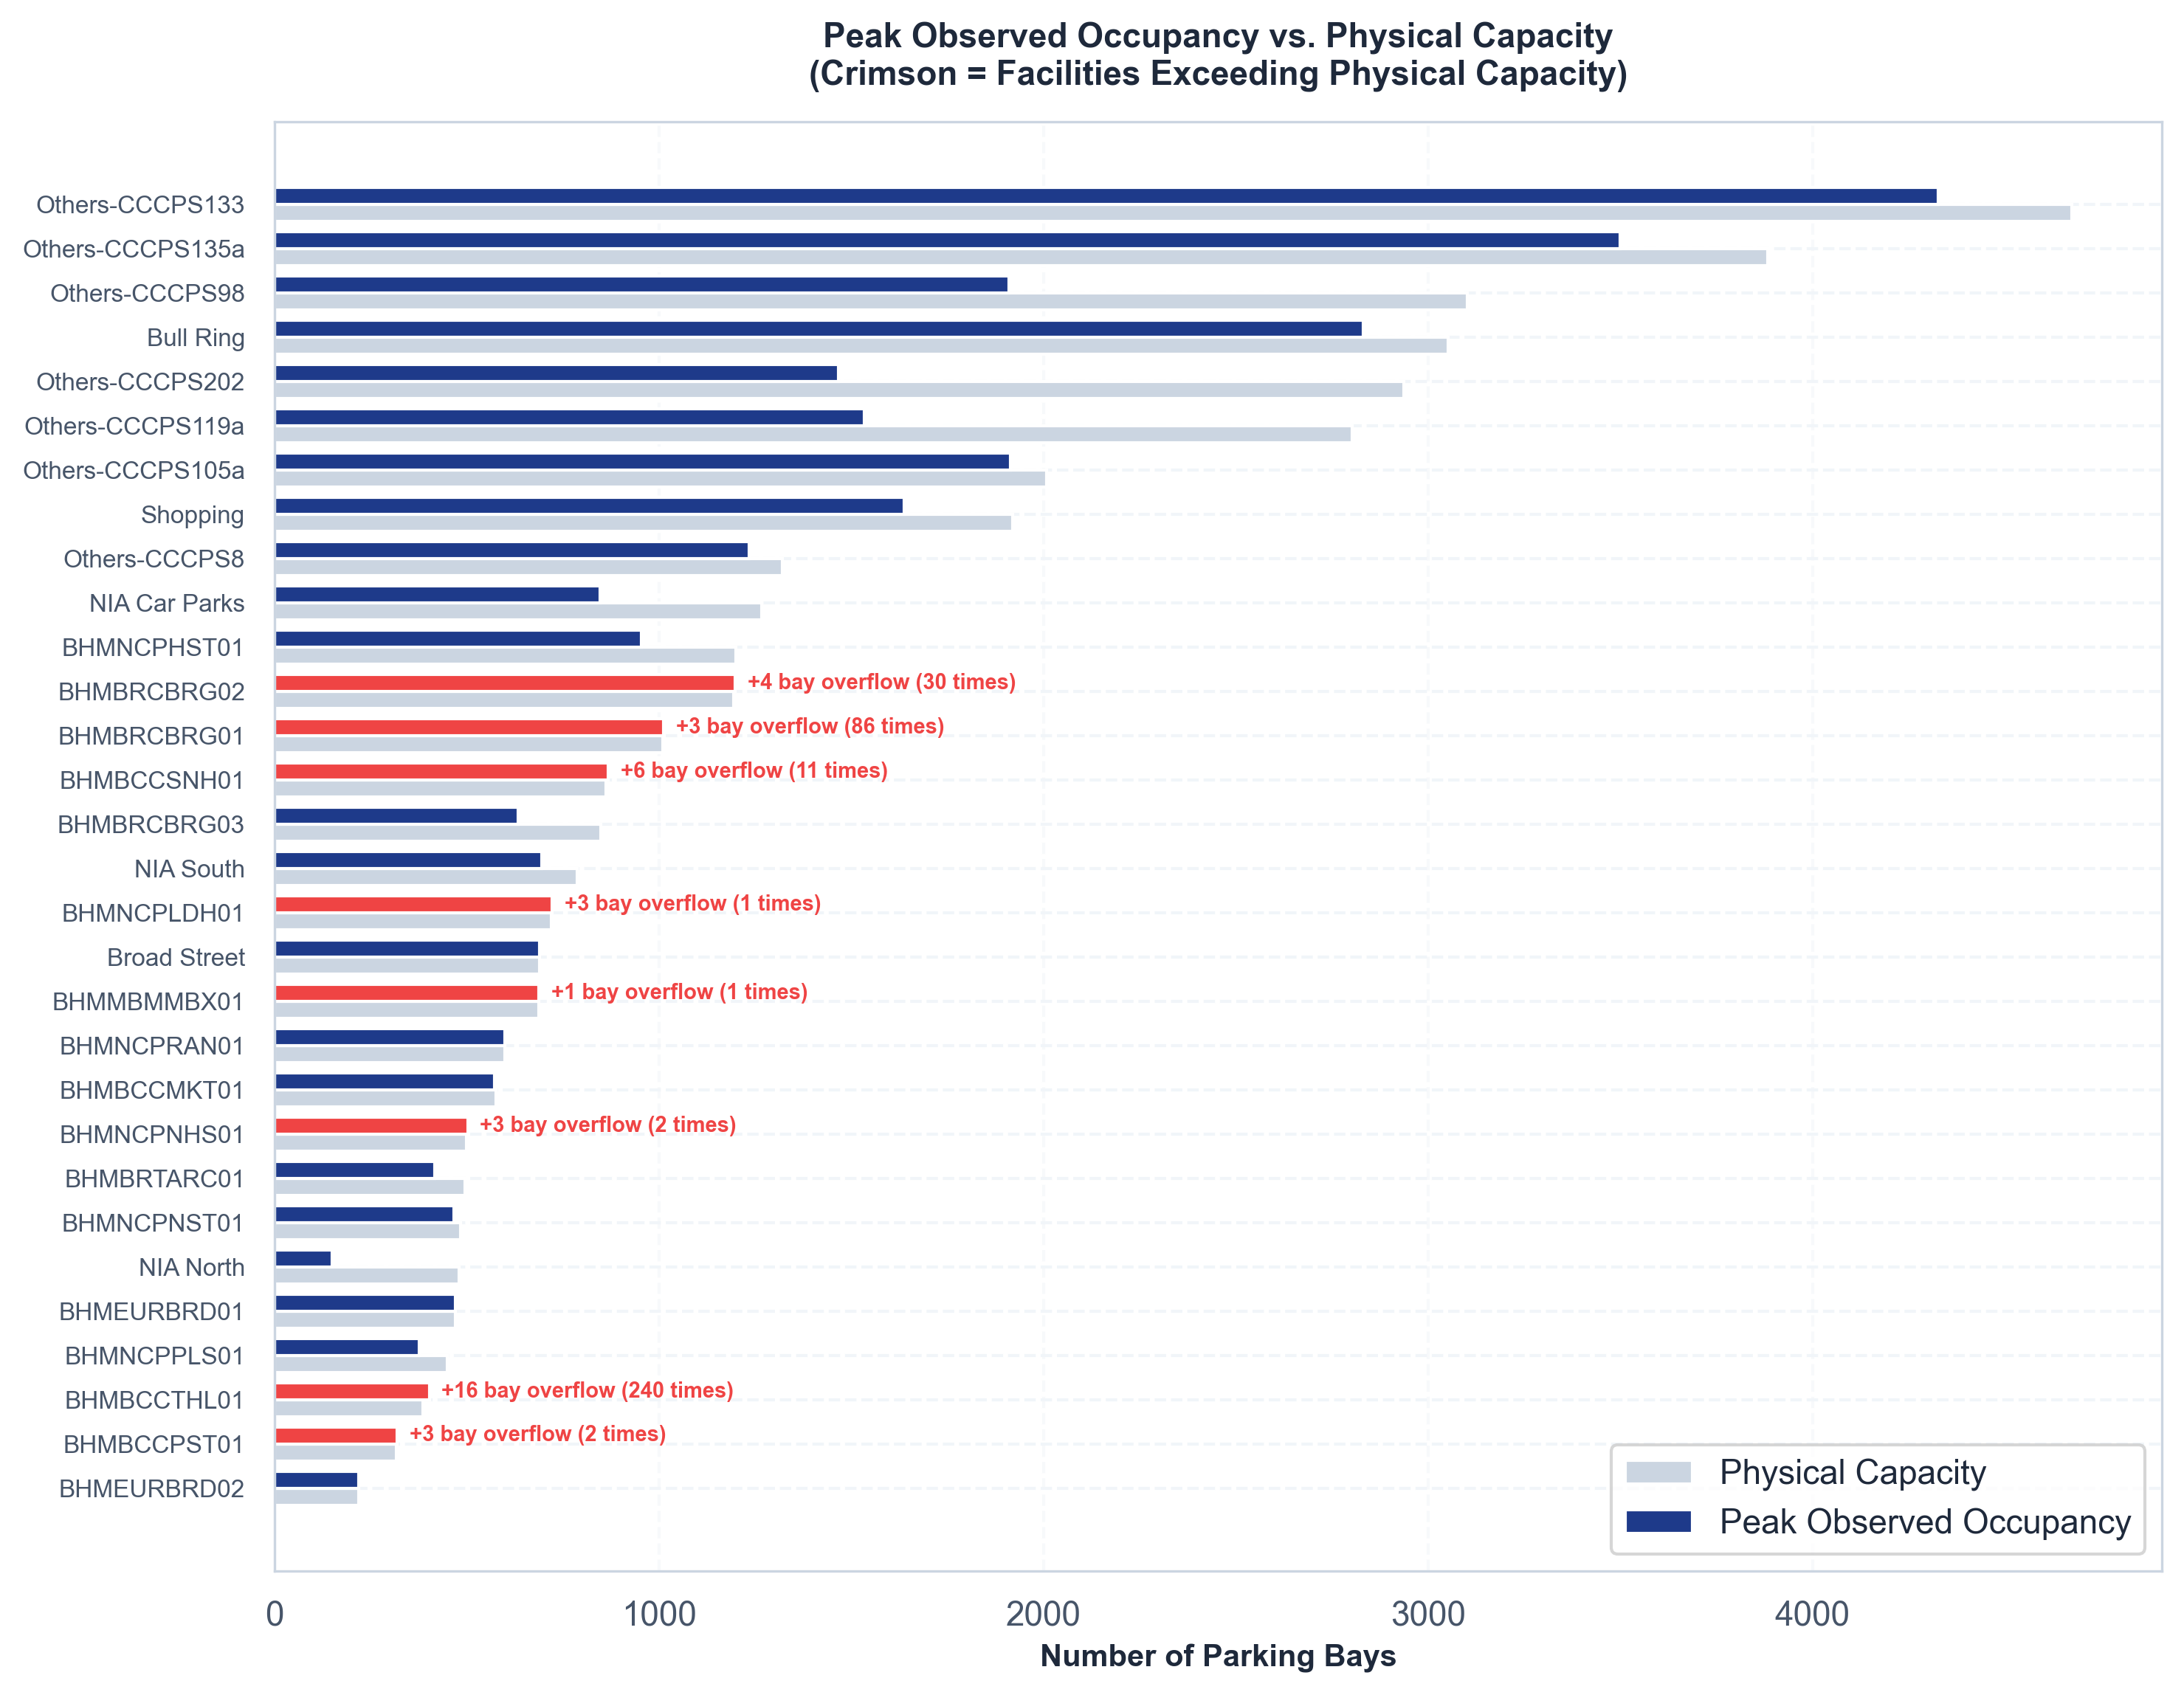 Peak Observed Occupancy vs. Physical Capacity
(Crimson = Facilities Exceeding Physical Capacity)
Others-CCCPS133
Others-CCCPS135a
Others-CCCPS98
Bull Ring
Others-CCCPS202
Others-CCCPS119a
Others-CCCPS105a
Shopping
Others-CCCPS8
NIA Car Parks
BHMNCPHST01
BHMBRCBRG02
+4 bay overflow (30 times)
BHMBRCBRG01
+3 bay overflow (86 times)
BHMBCCSNH01
+6 bay overflow (11 times)
BHMBRCBRG03
NIA South
BHMNCPLDH01
+3 bay overflow (1 times)
Broad Street
BHMMBMMBX01
+1 bay overflow (1 times)
BHMNCPRAN01
BHMBCCMKT01
BHMNCPNHS01
+3 bay overflow (2 times)
BHMBRTARC01
BHMNCPNST01
NIA North
BHMEURBRD01
BHMNCPPLS01
BHMBCCTHL01
+16 bay overflow (240 times)
BHMBCCPST01
+3 bay overflow (2 times)
BHMEURBRD02
Physical Capacity
Peak Observed Occupancy
0 1000 2000 3000 4000
Number of Parking Bays